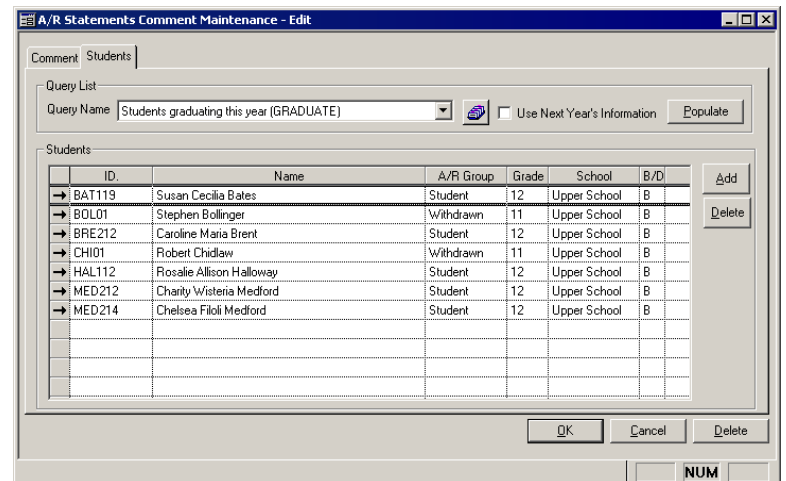 A/R Statements Comment Maintenance - Edit
Comment Students
Query List
Query Name Students graduating this year (GRADUATE) Use Next Year's Information Populate
Students
ID. Name A/R Group Grade School B/D Add
BAT119 Susan Cecilia Bates Student 12 Upper School B
BOL01 Stephen Bollinger Withdrawn 11 Upper School B Delete
BRE212 Caroline Maria Brent Student 12 Upper School B
CHI01 Robert Chidlaw Withdrawn 11 Upper School B
HAL112 Rosalie Allison Halloway Student 12 Upper School B
MED212 Charity Wisteria Medford Student 12 Upper School B
MED214 Chelsea Filoli Medford Student 12 Upper School B
OK Cancel Delete
NUM